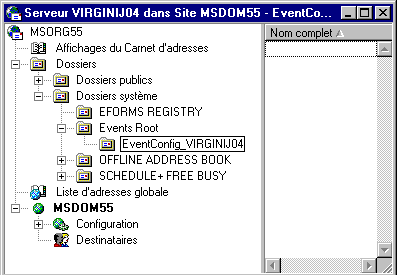 Serveur VIRGINIJ04 dans Site MSDOM55 - EventCo...
MSORG55
Nom complet
Affichages du Carnet d'adresses
Dossiers
Dossiers publics
Dossiers système
EFORMS REGISTRY
Events Root
EventConfig_VIRGINIJ04
OFFLINE ADDRESS BOOK
SCHEDULE+ FREE BUSY
Liste d'adresses globale
MSDOM55
Configuration
Destinataires